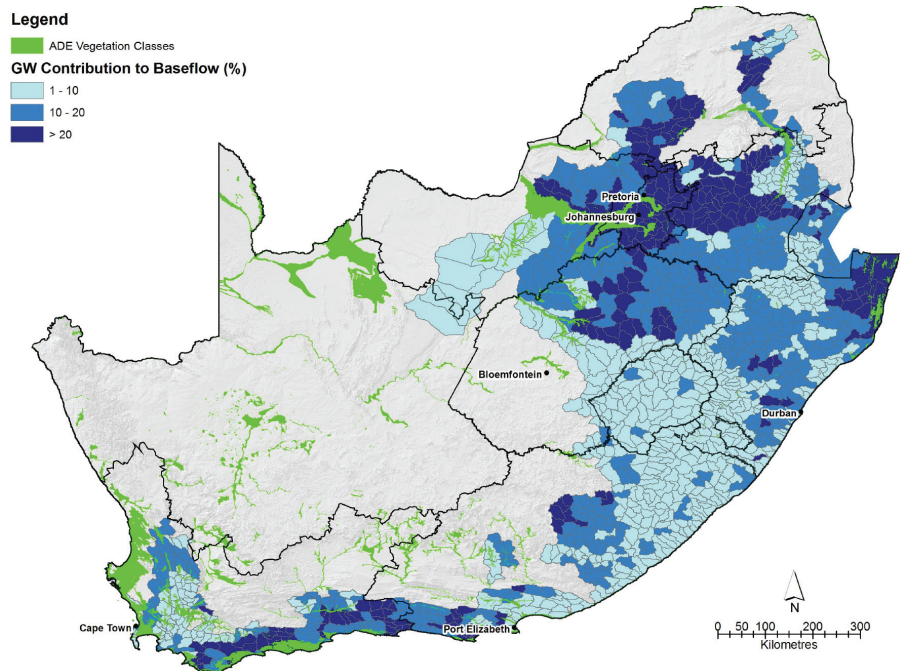 Legend
ADE Vegetation Classes
GW Contribution to Baseflow (%)
1 - 10
10 - 20
> 20
Pretoria
Johannesburg
Bloemfontein
Durban
Cape Town
Port Elizabeth
N
0 50 100 200 300
Kilometres